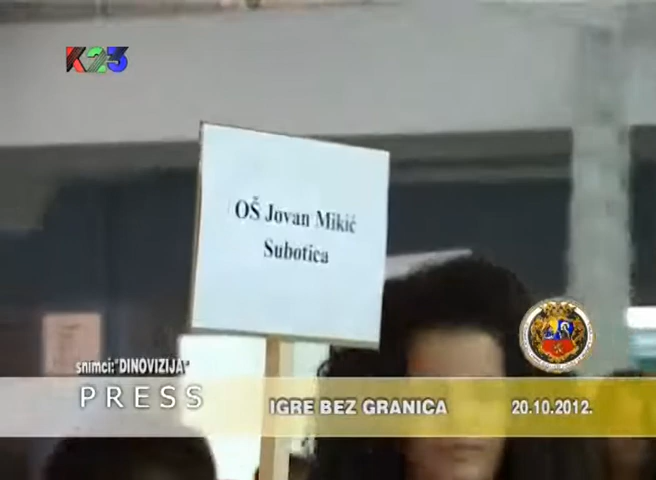 K23
OŠ Jovan Mikić
Subotica
snimci:"DINOVIZIJA"
PRESS
IGRE BEZ GRANICA
20.10.2012.